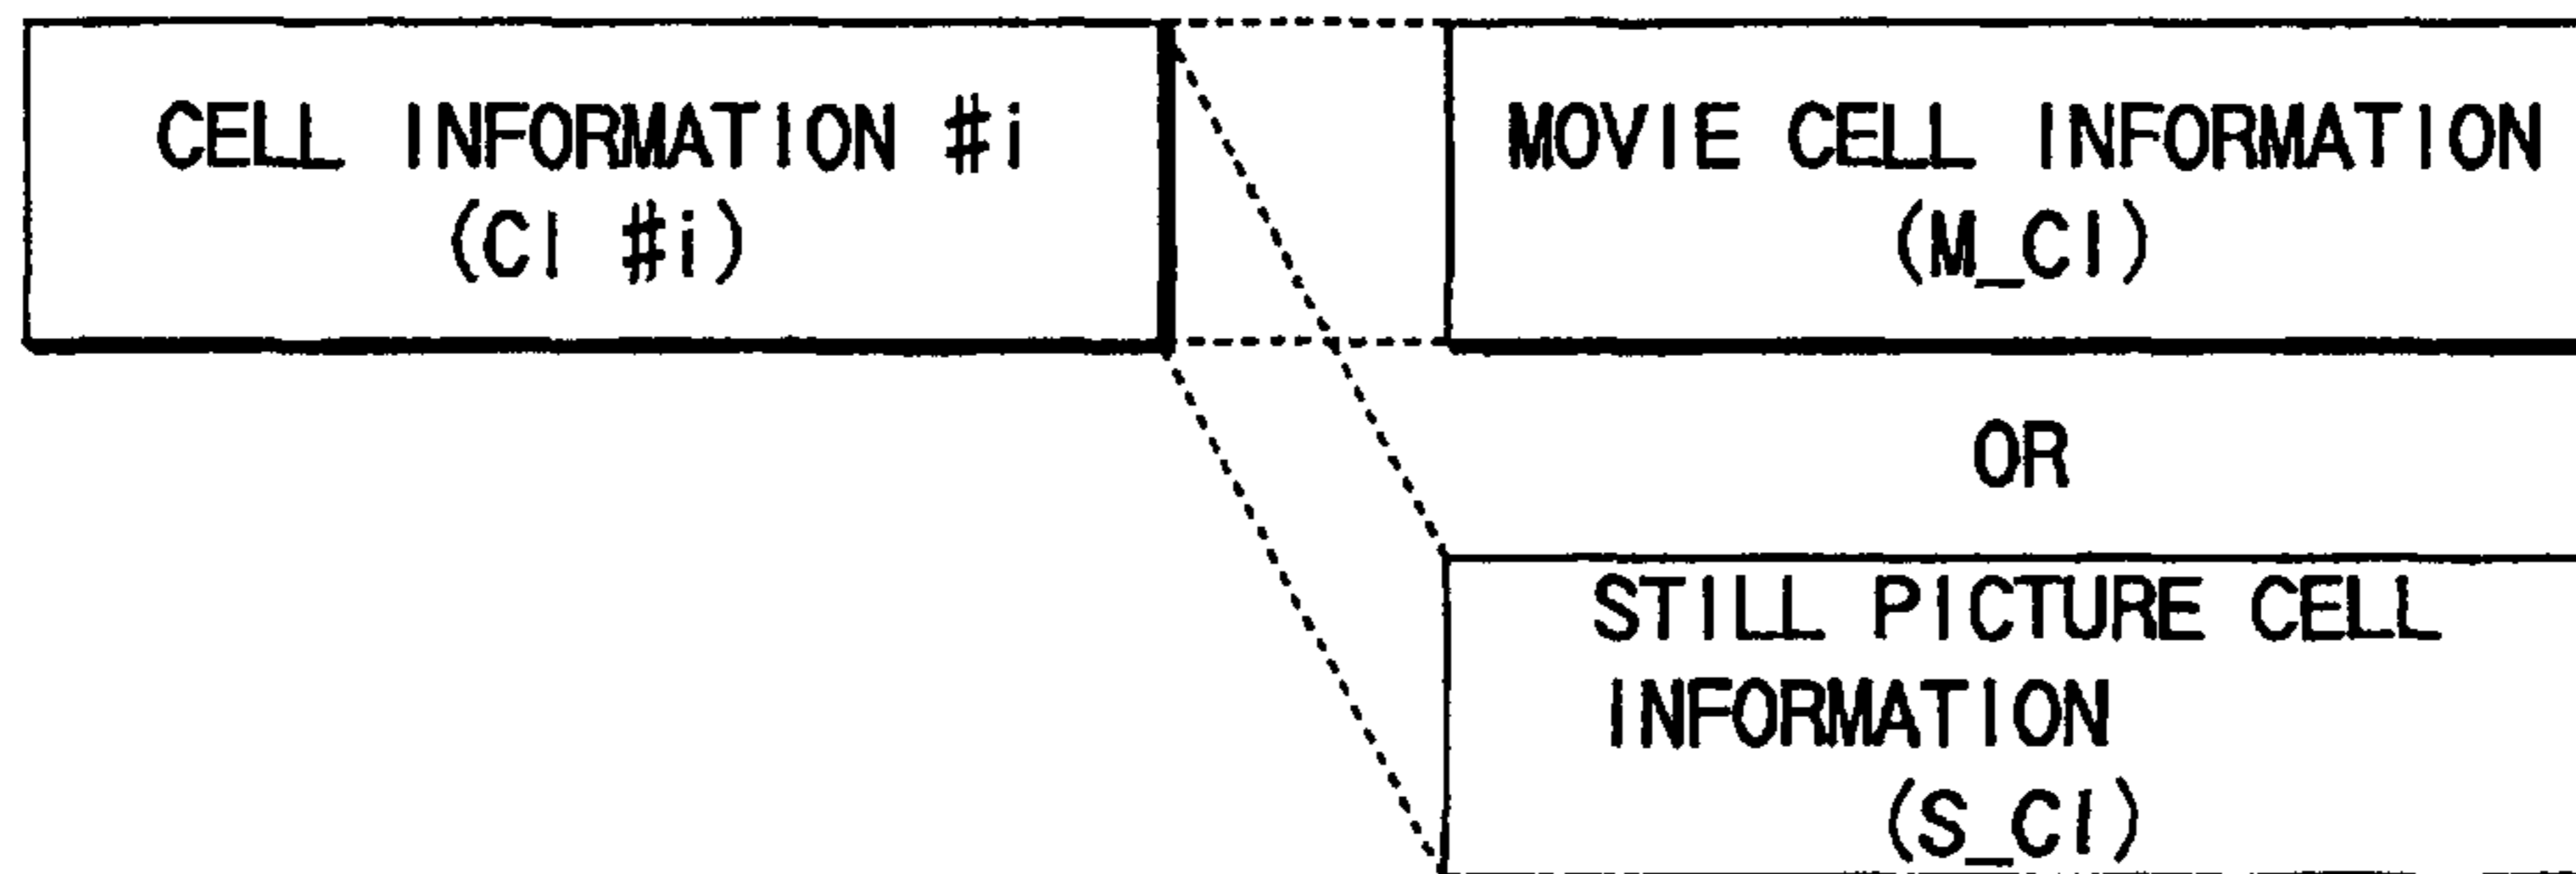 CELL INFORMATION #i
(CI #i)
MOVIE CELL INFORMATION
(M_CI)
OR
STILL PICTURE CELL
INFORMATION
(S_CI)